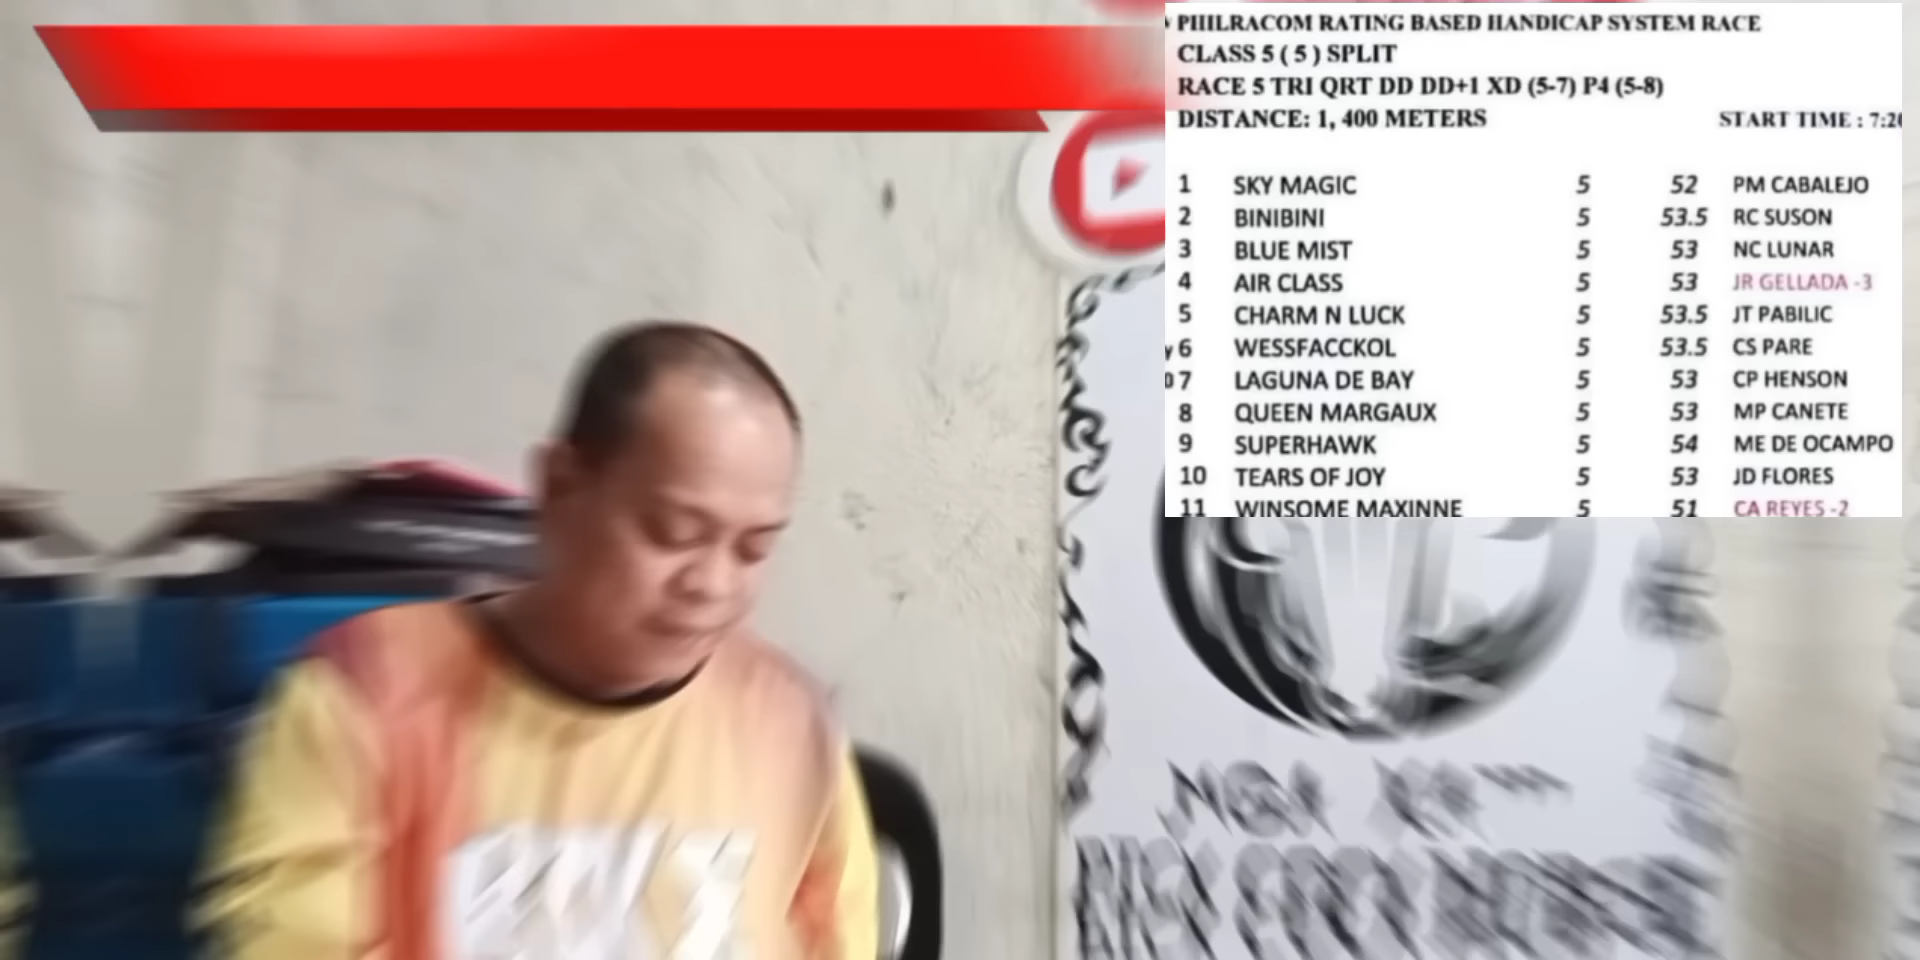 PHILRACOM RATING BASED HANDICAP SYSTEM RACE
CLASS 5 ( 5 ) SPLIT
RACE 5 TRI QRT DD DD+1 XD (5-7) P4 (5-8)
DISTANCE: 1, 400 METERS START TIME : 7:20
1 SKY MAGIC 5 52 PM CABALEJO
2 BINIBINI 5 53.5 RC SUSON
3 BLUE MIST 5 53 NC LUNAR
4 AIR CLASS 5 53 JR GELLADA -3
5 CHARM N LUCK 5 53.5 JT PABILIC
6 WESSFACCKOL 5 53.5 CS PARE
7 LAGUNA DE BAY 5 53 CP HENSON
8 QUEEN MARGAUX 5 53 MP CANETE
9 SUPERHAWK 5 54 ME DE OCAMPO
10 TEARS OF JOY 5 53 JD FLORES
11 WINSOME MAXINNE 5 51 CA REYES -2